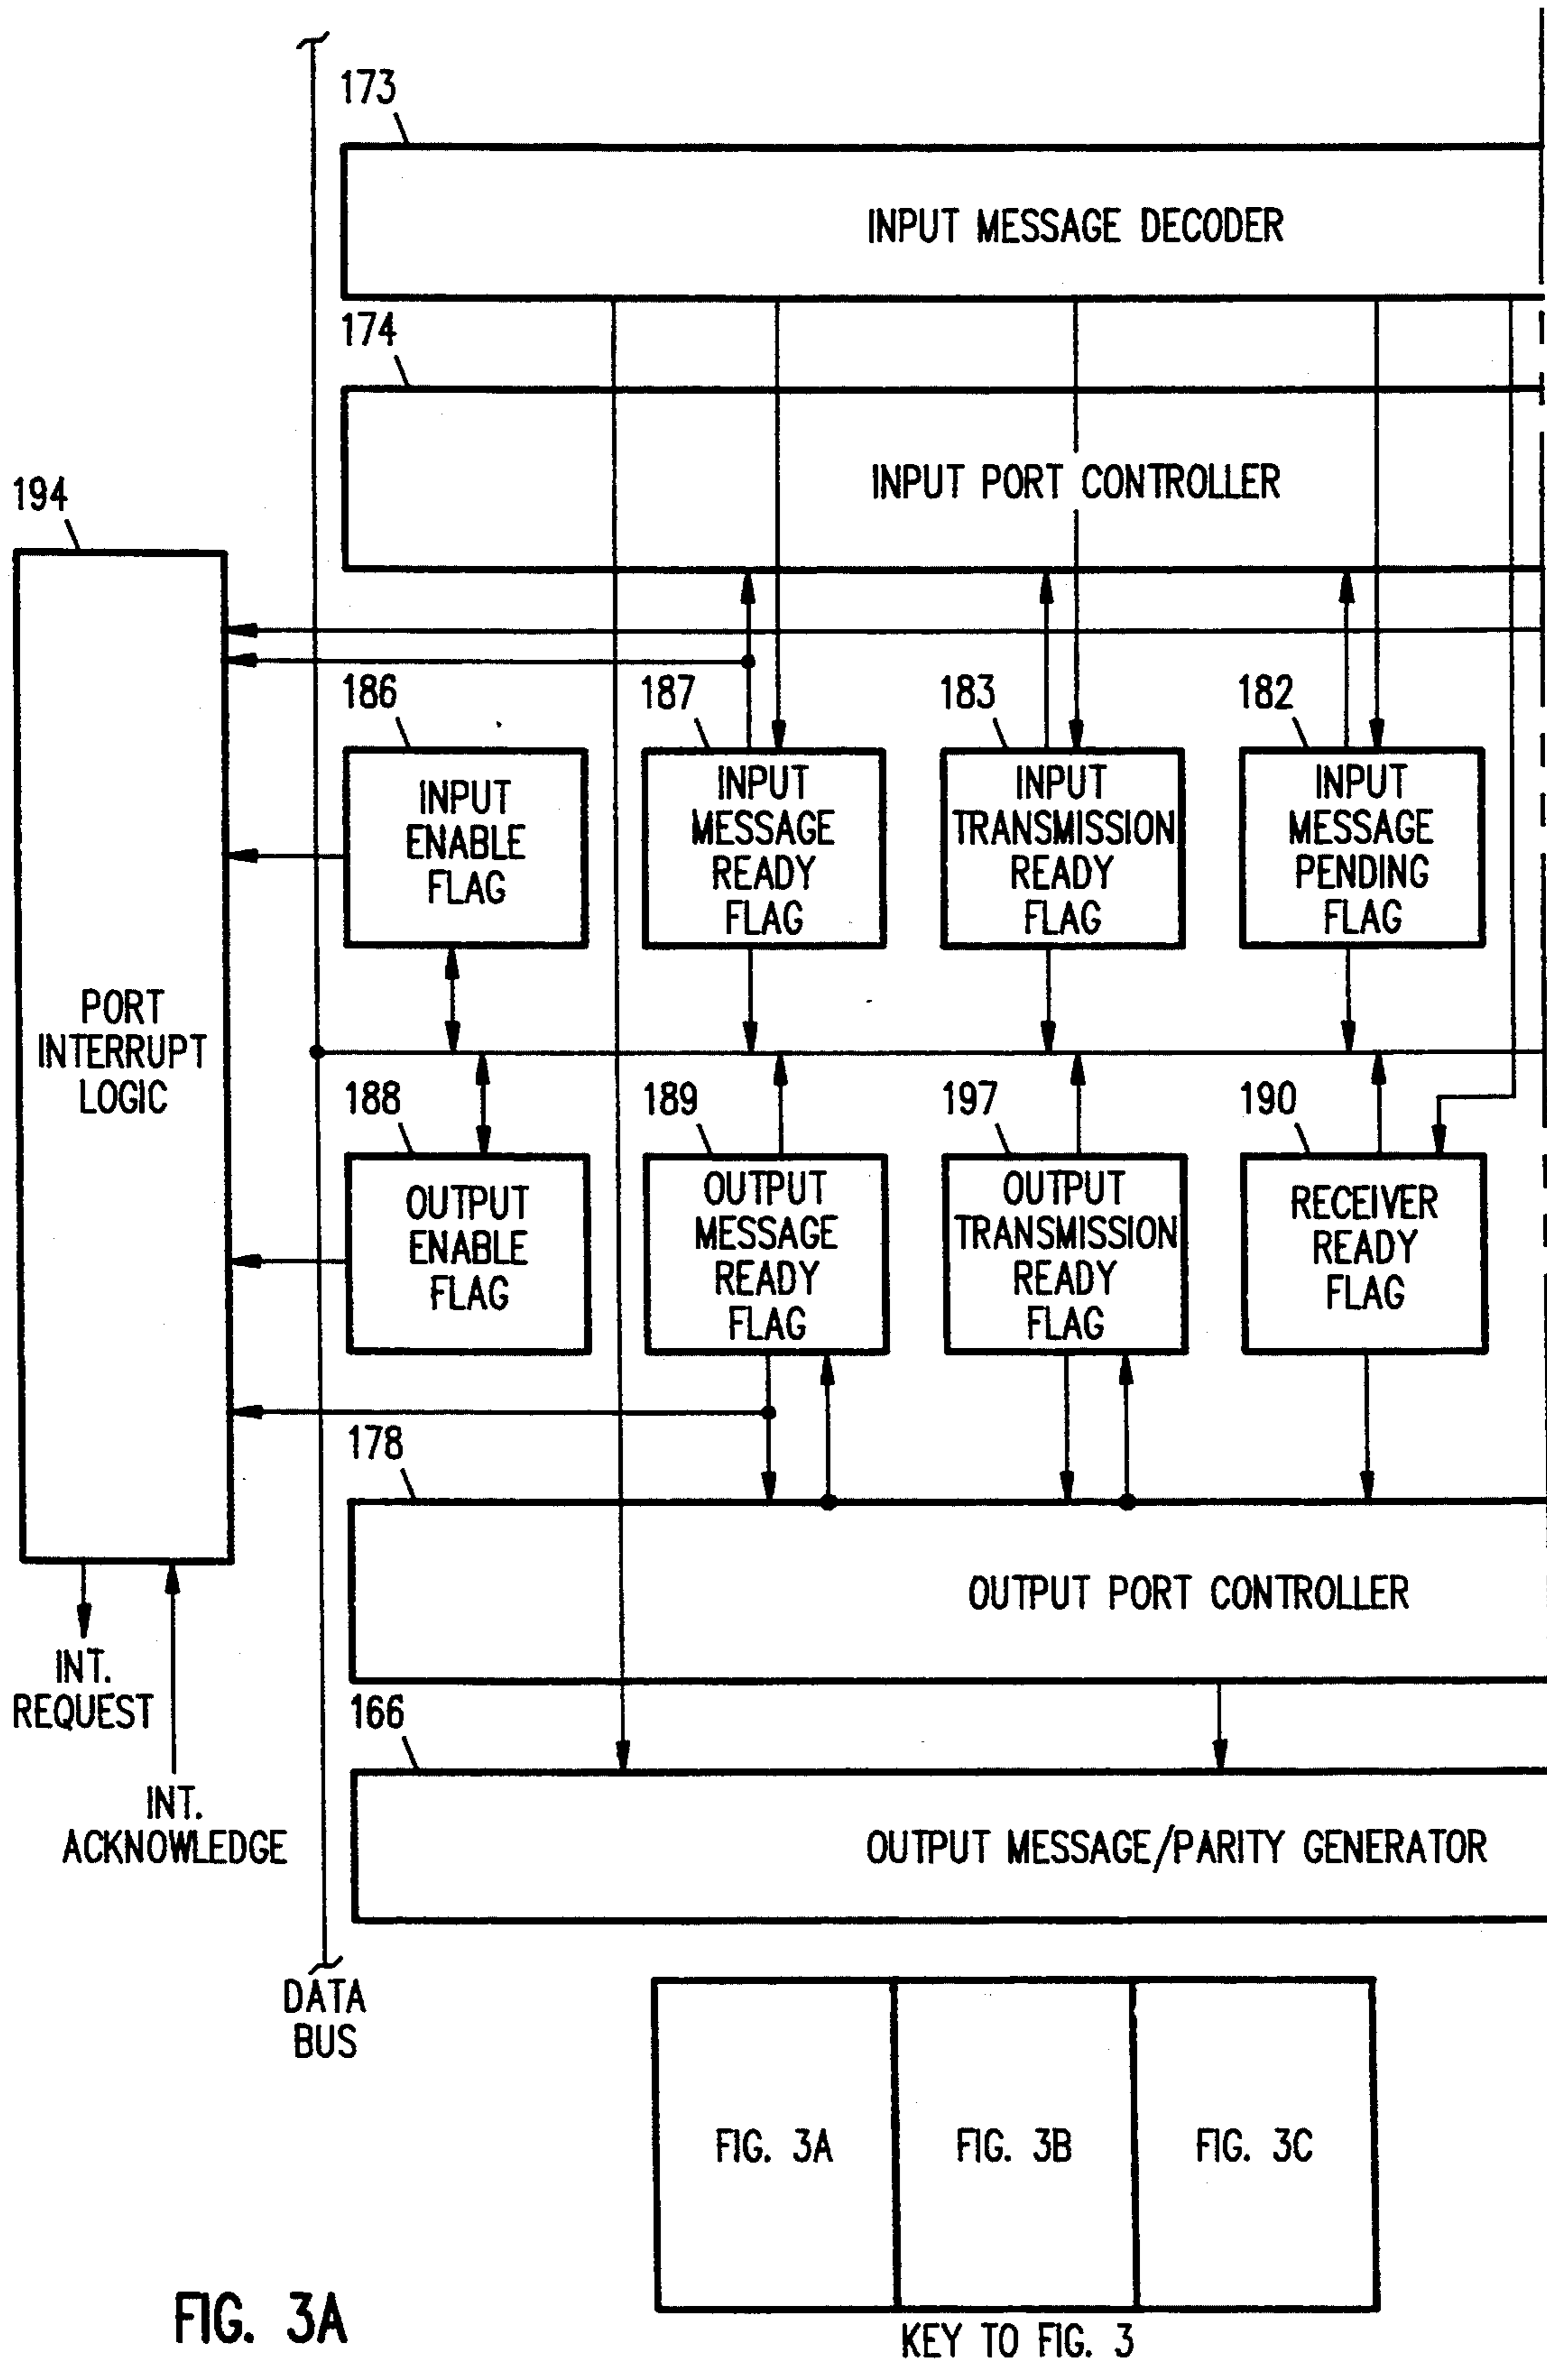 173
INPUT MESSAGE DECODER
174
INPUT PORT CONTROLLER
194
PORT
INTERRUPT
LOGIC
186
INPUT
ENABLE
FLAG
187
INPUT
MESSAGE
READY
FLAG
183
INPUT
TRANSMISSION
READY
FLAG
182
INPUT
MESSAGE
PENDING
FLAG
188
OUTPUT
ENABLE
FLAG
189
OUTPUT
MESSAGE
READY
FLAG
197
OUTPUT
TRANSMISSION
READY
FLAG
190
RECEIVER
READY
FLAG
178
OUTPUT PORT CONTROLLER
INT.
REQUEST
INT.
ACKNOWLEDGE
166
OUTPUT MESSAGE/PARITY GENERATOR
DATA
BUS
FIG. 3A
FIG. 3B
FIG. 3C
KEY TO FIG. 3
FIG. 3A